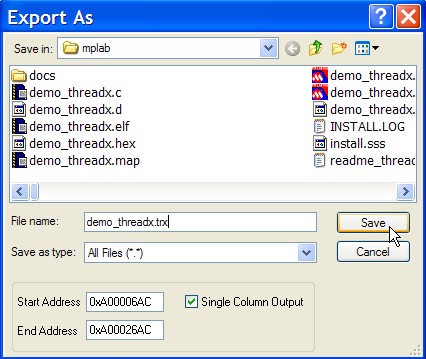 Export As
Save in: mplab
docs
demo_threadx.c
demo_threadx.d
demo_threadx.elf
demo_threadx.hex
demo_threadx.map
demo_threadx.
demo_threadx.
demo_threadx.
INSTALL.LOG
install.sss
readme_thread
File name: demo_threadx.trx Save
Save as type: All Files (*.*) Cancel
Start Address 0xA00006AC Single Column Output
End Address 0xA00026AC